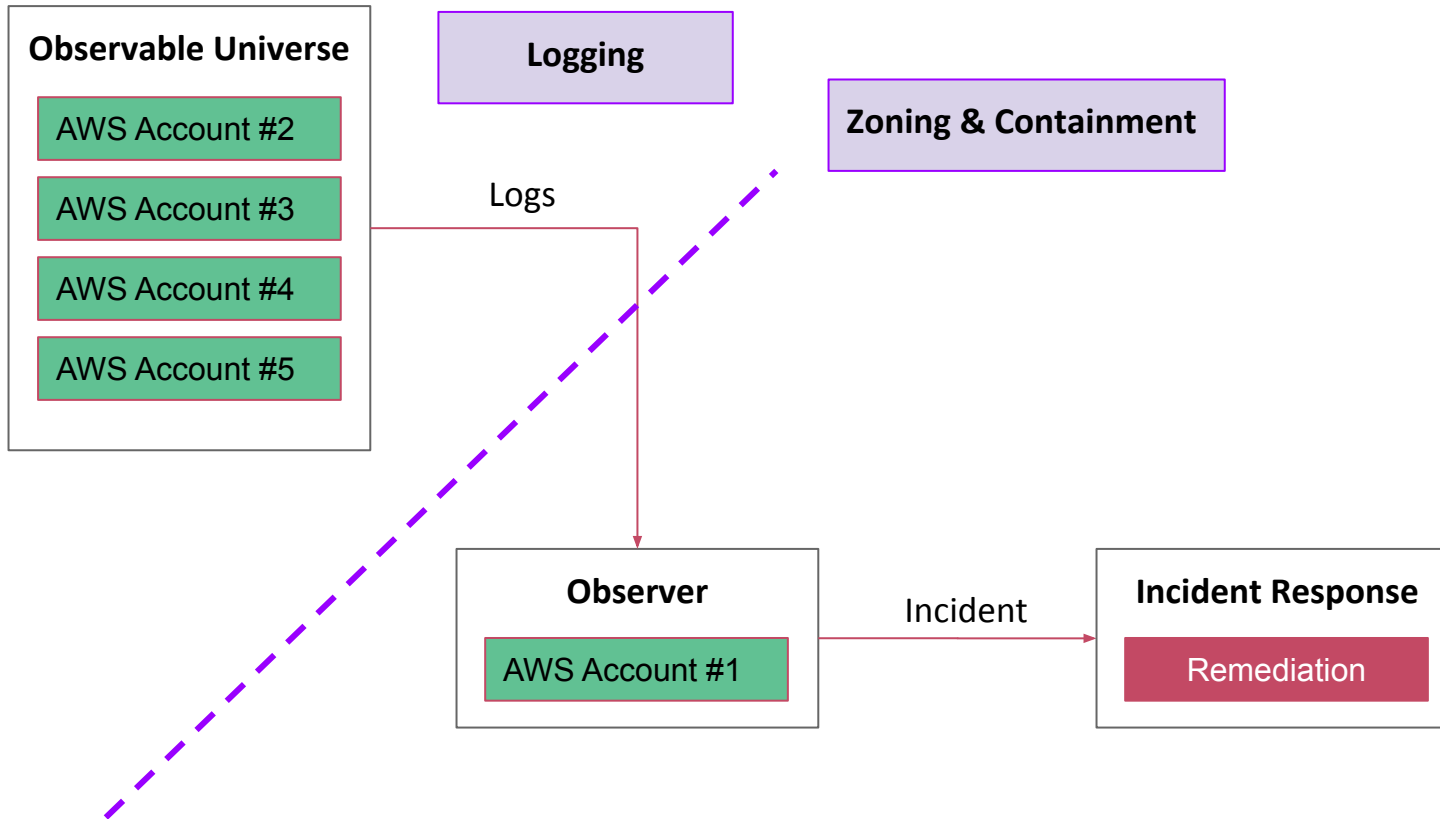 Observable Universe
AWS Account #2
AWS Account #3
AWS Account #4
AWS Account #5
Logging
Zoning & Containment
Logs
Observer
AWS Account #1
Incident
Incident Response
Remediation